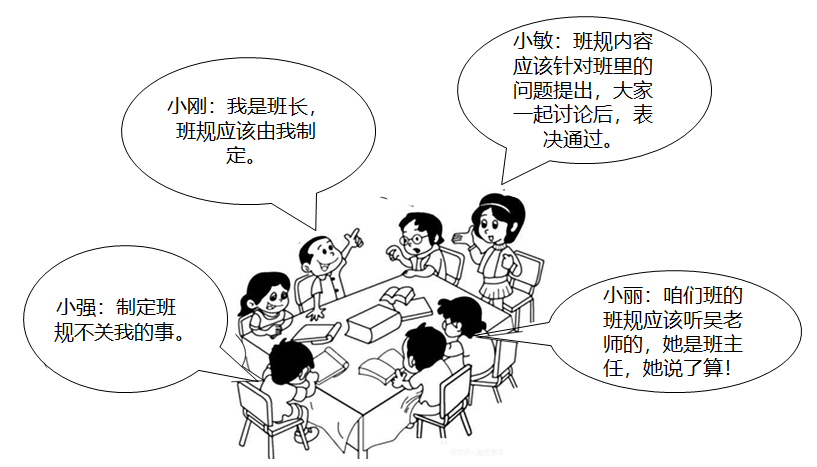 小敏：班规内容
应该针对班里的
问题提出，大家
一起讨论后，表
决通过。
小刚：我是班长，
班规应该由我制
定。
小强：制定班
规不关我的事。
小丽：咱们班的
班规应该听吴老
师的，她是班主
任，她说了算！